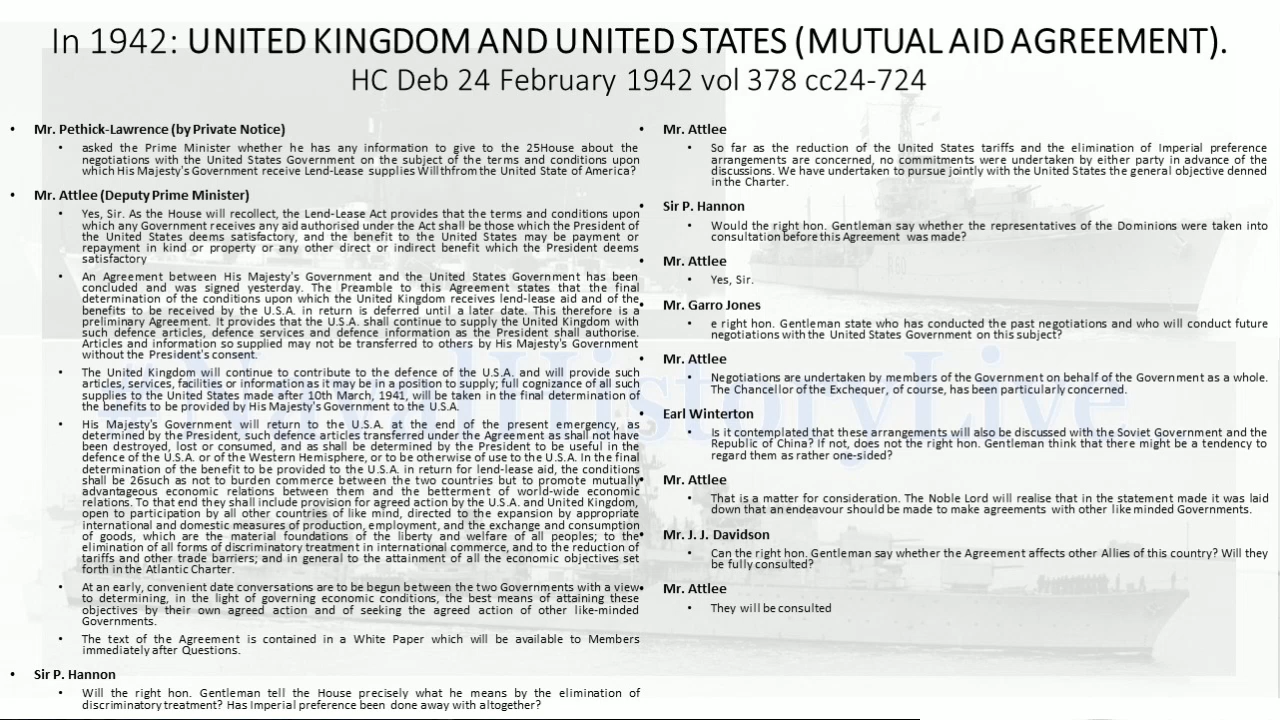 In 1942: UNITED KINGDOM AND UNITED STATES (MUTUAL AID AGREEMENT).
HC Deb 24 February 1942 vol 378 cc24-724
• Mr. Pethick-Lawrence (by Private Notice)
• asked the Prime Minister whether he has any information to give to the 25House about the
negotiations with the United States Government on the subject of the terms and conditions upon
which His Majesty's Government receive Lend-Lease supplies Willthfrom the United State of America?
• Mr. Attlee (Deputy Prime Minister)
• Yes, Sir. As the House will recollect, the Lend-Lease Act provides that the terms and conditions upon
which any Government receives any aid authorised under the Act shall be those which the President of
the United States deems satisfactory, and the benefit to the United States may be payment or
repayment in kind or property or any other direct or indirect benefit which the President deems
satisfactory
• An Agreement between His Majesty's Government and the United States Government has been
concluded and was signed yesterday. The Preamble to this Agreement states that the final
determination of the conditions upon which the United Kingdom receives lend-lease aid and of the
benefits to be received by the U.S.A. in return is deferred until a later date. This therefore is a
preliminary Agreement. It provides that the U.S.A. shall continue to supply the United Kingdom with
such defence articles, defence services and defence information as the President shall authorise.
Articles and information so supplied may not be transferred to others by His Majesty's Government
without the President's consent.
• The United Kingdom will continue to contribute to the defence of the U.S.A. and will provide such
articles, services, facilities or information as it may be in a position to supply; full cognizance of all such
supplies to the United States made after 10th March, 1941, will be taken in the final determination of
the benefits to be provided by His Majesty's Government to the U.S.A.
• His Majesty's Government will return to the U.S.A. at the end of the present emergency, as
determined by the President, such defence articles transferred under the Agreement as shall not have
been destroyed, lost or consumed, and as shall be determined by the President to be useful in the
defence of the U.S.A. or of the Western Hemisphere, or to be otherwise of use to the U.S.A. In the final
determination of the benefit to be provided to the U.S.A. in return for lend-lease aid, the conditions
shall be 26such as not to burden commerce between the two countries but to promote mutually
advantageous economic relations between them and the betterment of world-wide economic
relations. To that end they shall include provision for agreed action by the U.S.A. and United Kingdom,
open to participation by all other countries of like mind, directed to the expansion by appropriate
international and domestic measures of production, employment, and the exchange and consumption
of goods, which are the material foundations of the liberty and welfare of all peoples; to the
elimination of all forms of discriminatory treatment in international commerce, and to the reduction of
tariffs and other trade barriers; and in general to the attainment of all the economic objectives set
forth in the Atlantic Charter.
• At an early, convenient date conversations are to be begun between the two Governments with a view
to determining, in the light of governing economic conditions, the best means of attaining these
objectives by their own agreed action and of seeking the agreed action of other like-minded
Governments.
• The text of the Agreement is contained in a White Paper which will be available to Members
immediately after Questions.
• Sir P. Hannon
• Will the right hon. Gentleman tell the House precisely what he means by the elimination of
discriminatory treatment? Has Imperial preference been done away with altogether?
• Mr. Attlee
• So far as the reduction of the United States tariffs and the elimination of Imperial preference
arrangements are concerned, no commitments were undertaken by either party in advance of the
discussions. We have undertaken to pursue jointly with the United States the general objective denned
in the Charter.
• Sir P. Hannon
• Would the right hon. Gentleman say whether the representatives of the Dominions were taken into
consultation before this Agreement was made?
• Mr. Attlee
• Yes, Sir.
• Mr. Garro Jones
• e right hon. Gentleman state who has conducted the past negotiations and who will conduct future
negotiations with the United States Government on this subject?
• Mr. Attlee
• Negotiations are undertaken by members of the Government on behalf of the Government as a whole.
The Chancellor of the Exchequer, of course, has been particularly concerned.
• Earl Winterton
• Is it contemplated that these arrangements will also be discussed with the Soviet Government and the
Republic of China? If not, does not the right hon. Gentleman think that there might be a tendency to
regard them as rather one-sided?
• Mr. Attlee
• That is a matter for consideration. The Noble Lord will realise that in the statement made it was laid
down that an endeavour should be made to make agreements with other like minded Governments.
• Mr. J. J. Davidson
• Can the right hon. Gentleman say whether the Agreement affects other Allies of this country? Will they
be fully consulted?
• Mr. Attlee
• They will be consulted